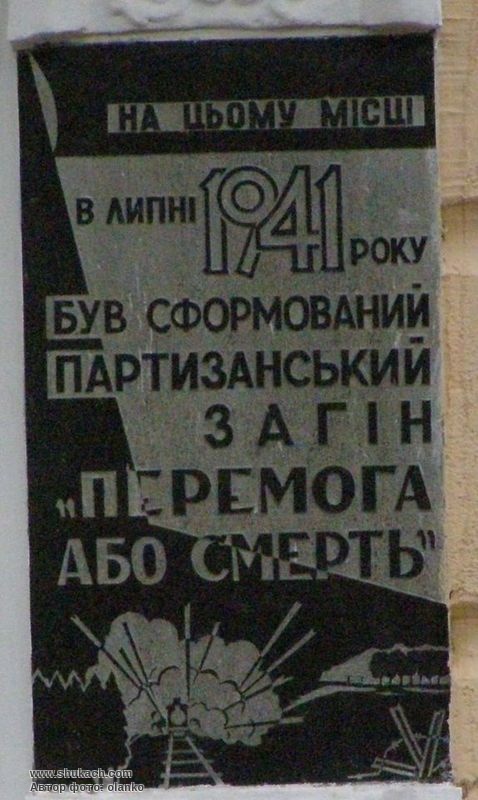 НА ЦЬОМУ МІСЦІ
В ЛИПНІ 1941 РОКУ
БУВ СФОРМОВАНИЙ
ПАРТИЗАНСЬКИЙ
ЗАГІН
„ПЕРЕМОГА
АБО СМЕРТЬ"
www.shukach.com
Автор фото: olanko